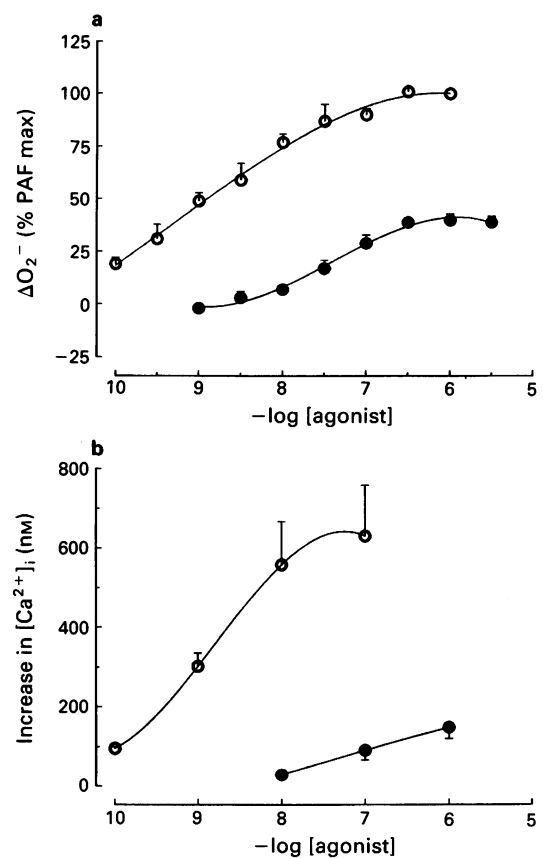 a
ΔO₂⁻ (% PAF max)
125
100
75
50
25
0
−25
10 9 8 7 6 5
−log [agonist]
b
Increase in [Ca²⁺]ᵢ (nM)
800
600
400
200
0
10 9 8 7 6 5
−log [agonist]